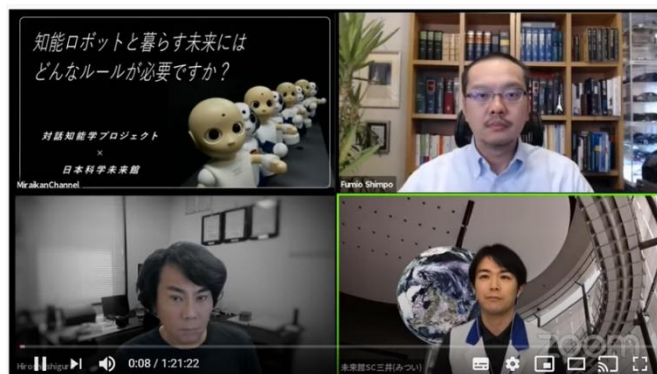 知能ロボットと暮らす未来には
どんなルールが必要ですか？
対話知能学プロジェクト
×
日本科学未来館
MiraikanChannel
Fumio Shimpo
0:08 / 1:21:22
未来館SC三井(みつい)
zoom